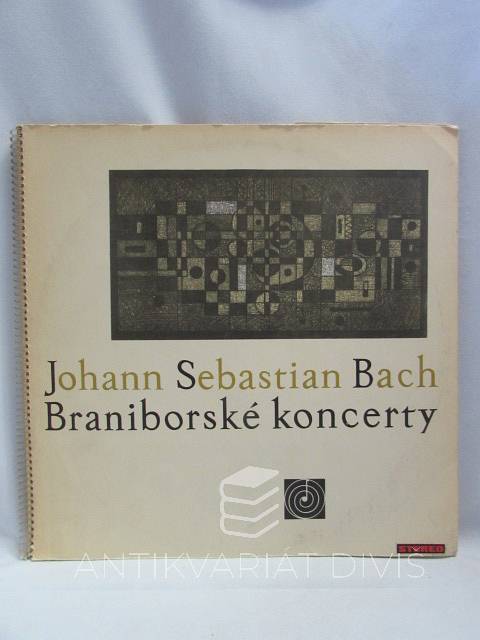 Johann Sebastian Bach
Braniborské koncerty
STEREO
ANTIKVARIÁT DIVIŠ